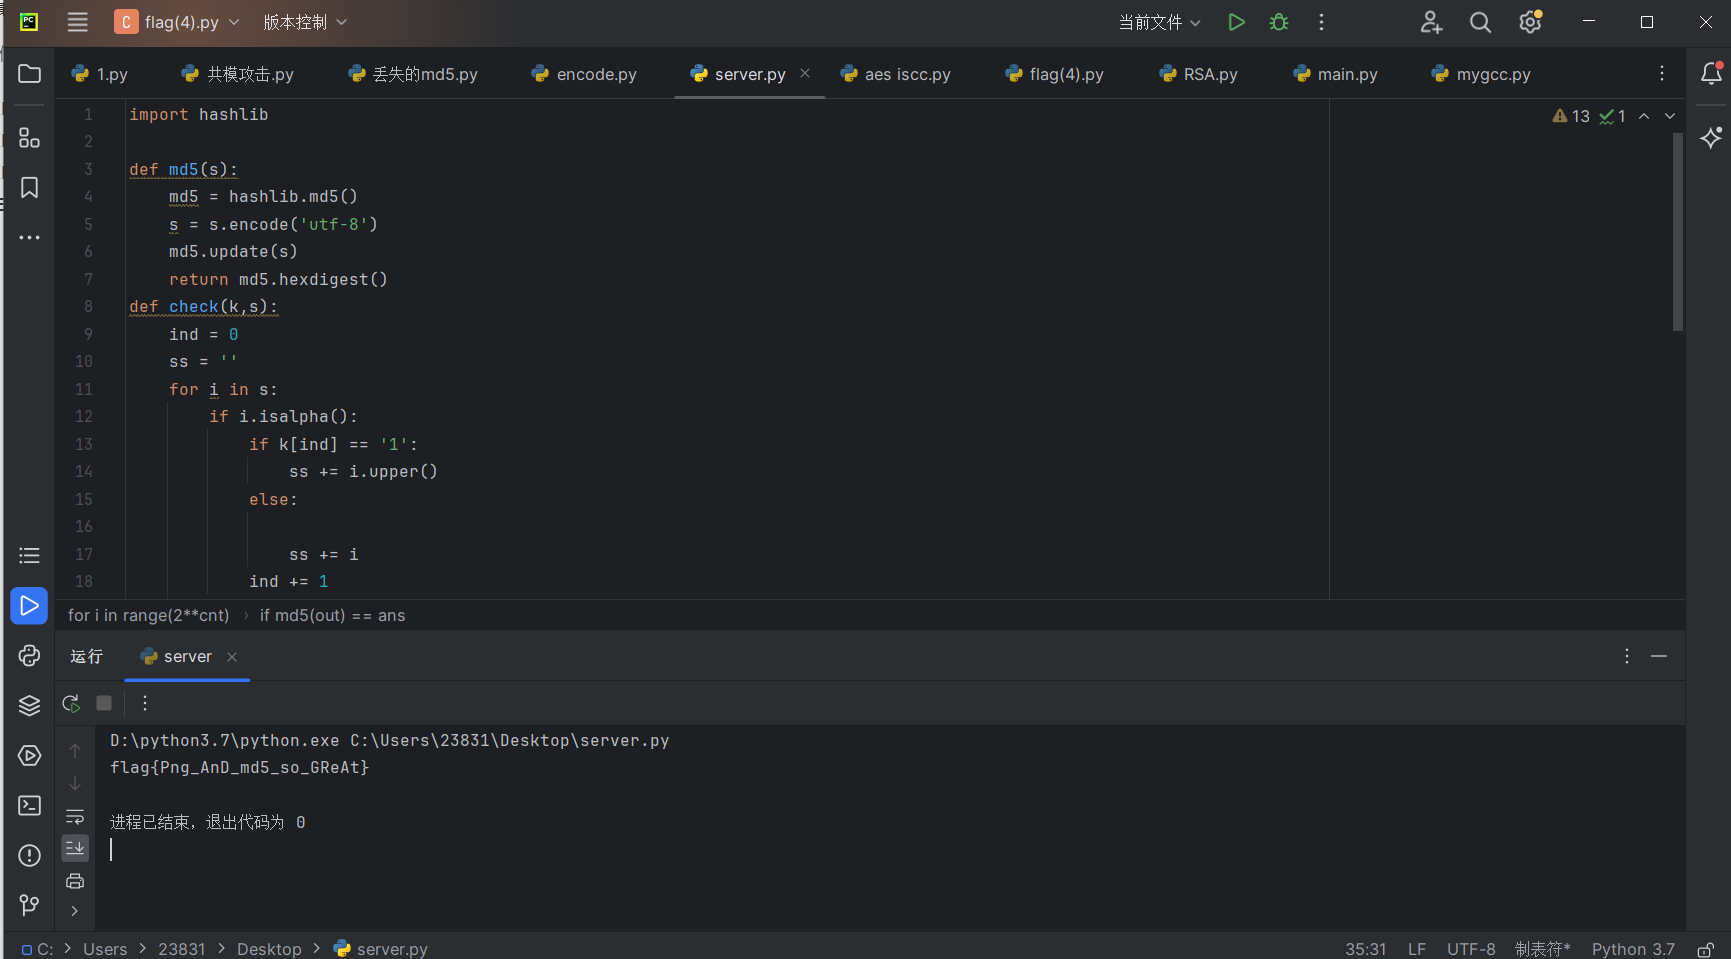 PC C flag(4).py 版本控制 当前文件
1.py 共模攻击.py 丢失的md5.py encode.py server.py aes iscc.py flag(4).py RSA.py main.py mygcc.py
1 import hashlib 13 1
2
3 def md5(s):
4 md5 = hashlib.md5()
5 s = s.encode('utf-8')
6 md5.update(s)
7 return md5.hexdigest()
8 def check(k,s):
9 ind = 0
10 ss = ''
11 for i in s:
12 if i.isalpha():
13 if k[ind] == '1':
14 ss += i.upper()
15 else:
16
17 ss += i
18 ind += 1
for i in range(2**cnt) › if md5(out) == ans
运行 server
D:\python3.7\python.exe C:\Users\23831\Desktop\server.py
flag{Png_AnD_md5_so_GReAt}
进程已结束，退出代码为 0
C: > Users > 23831 > Desktop > server.py 35:31 LF UTF-8 制表符* Python 3.7